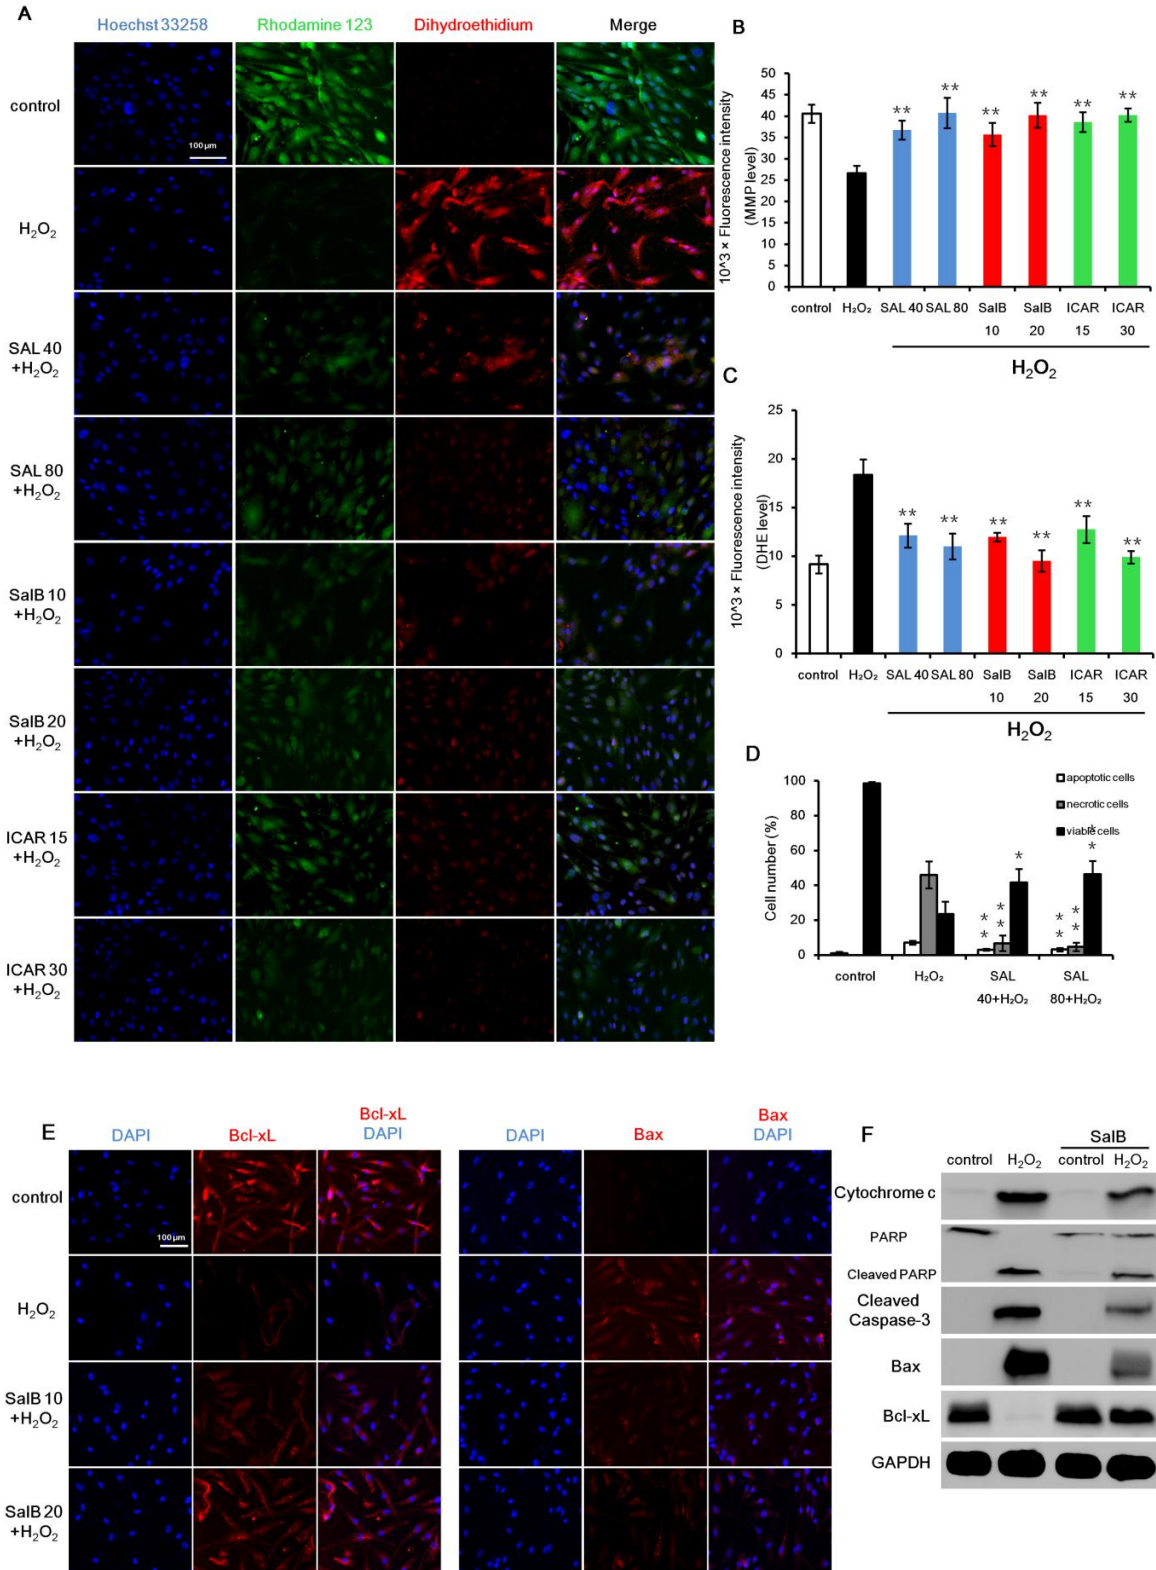 A
Hoechst 33258 Rhodamine 123 Dihydroethidium Merge
control
100 μm
H₂O₂
SAL 40
+H₂O₂
SAL 80
+H₂O₂
SalB 10
+H₂O₂
SalB 20
+H₂O₂
ICAR 15
+H₂O₂
ICAR 30
+H₂O₂
B
10^3 × Fluorescence intensity
(MMP level)
50
45
40
35
30
25
20
15
10
5
0
** ** ** ** ** **
control H₂O₂ SAL 40 SAL 80 SalB SalB ICAR ICAR
10 20 15 30
H₂O₂
C
10^3 × Fluorescence intensity
(DHE level)
25
20
15
10
5
0
** ** ** ** ** **
control H₂O₂ SAL 40 SAL 80 SalB SalB ICAR ICAR
10 20 15 30
H₂O₂
D
Cell number (%)
100
80
60
40
20
0
apoptotic cells
necrotic cells
viable cells
** ** * ** ** **
control H₂O₂ SAL SAL
40+H₂O₂ 80+H₂O₂
E
DAPI Bcl-xL Bcl-xL
DAPI
DAPI Bax Bax
DAPI
control
100 μm
H₂O₂
SalB 10
+H₂O₂
SalB 20
+H₂O₂
F
SalB
control H₂O₂ control H₂O₂
Cytochrome c
PARP
Cleaved PARP
Cleaved
Caspase-3
Bax
Bcl-xL
GAPDH